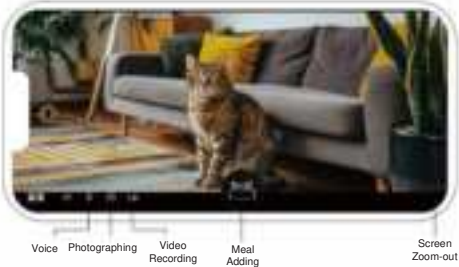 Voice
Photographing
Video
Recording
Meal
Adding
Screen
Zoom-out